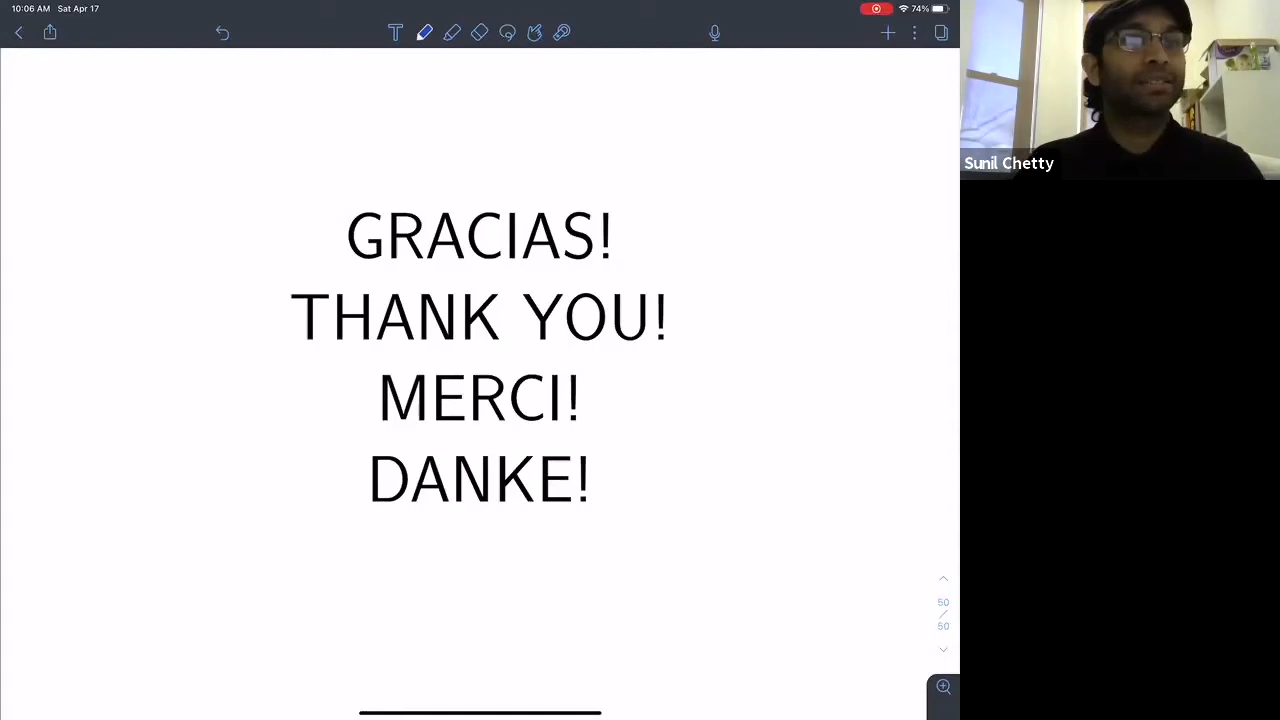 10:06 AM Sat Apr 17
74%
T
GRACIAS!
THANK YOU!
MERCI!
DANKE!
50
/
50
Sunil Chetty